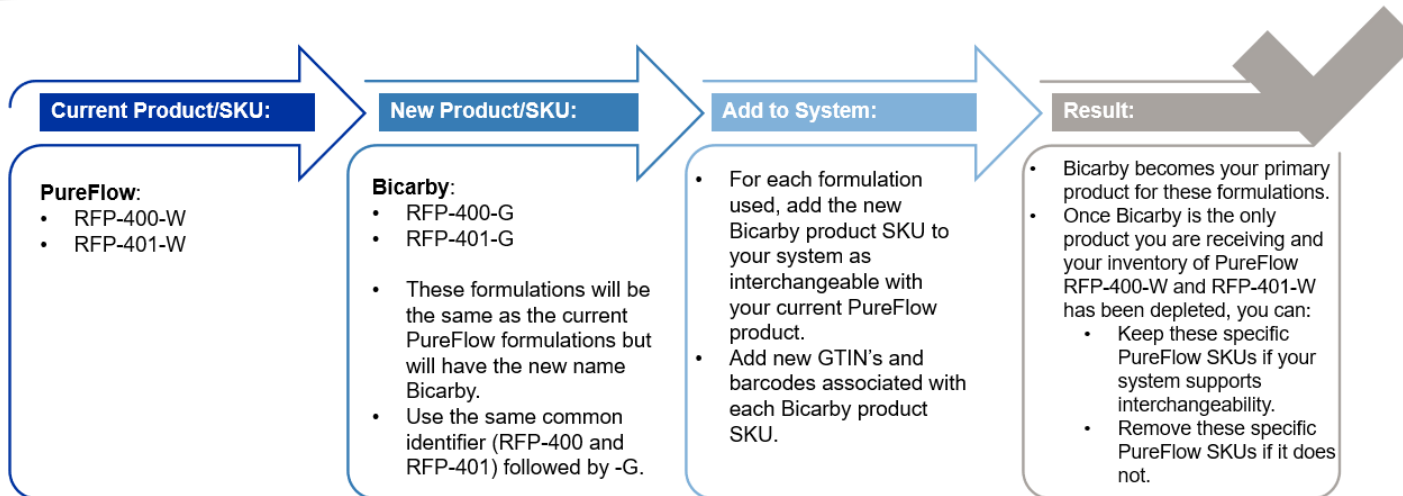 Current Product/SKU:
PureFlow:
• RFP-400-W
• RFP-401-W
New Product/SKU:
Bicarby:
• RFP-400-G
• RFP-401-G
• These formulations will be
the same as the current
PureFlow formulations but
will have the new name
Bicarby.
• Use the same common
identifier (RFP-400 and
RFP-401) followed by -G.
Add to System:
• For each formulation
used, add the new
Bicarby product SKU to
your system as
interchangeable with
your current PureFlow
product.
• Add new GTIN’s and
barcodes associated with
each Bicarby product
SKU.
Result:
• Bicarby becomes your primary
product for these formulations.
• Once Bicarby is the only
product you are receiving and
your inventory of PureFlow
RFP-400-W and RFP-401-W
has been depleted, you can:
• Keep these specific
PureFlow SKUs if your
system supports
interchangeability.
• Remove these specific
PureFlow SKUs if it does
not.